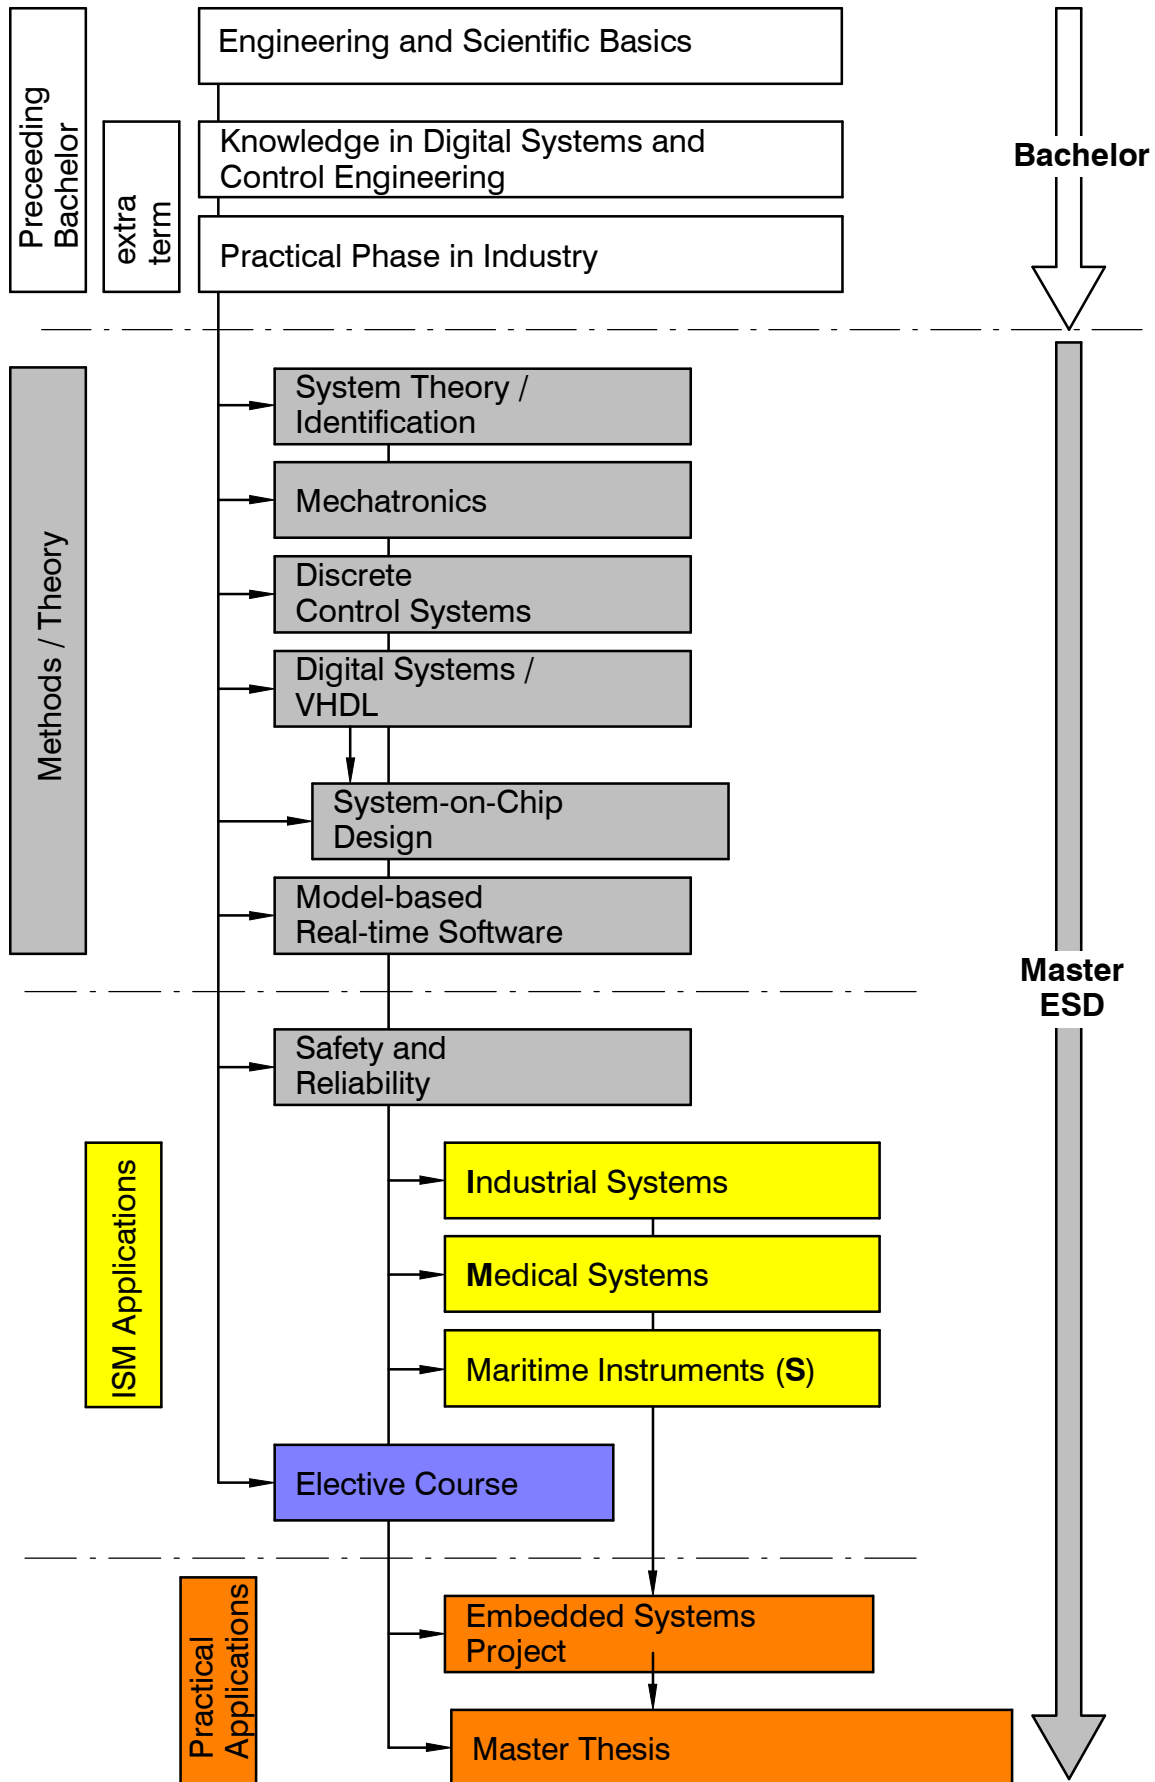 Engineering and Scientific Basics
Preceeding
Bachelor
extra
term
Knowledge in Digital Systems and
Control Engineering
Bachelor
Practical Phase in Industry
Methods / Theory
System Theory /
Identification
Mechatronics
Discrete
Control Systems
Digital Systems /
VHDL
System-on-Chip
Design
Model-based
Real-time Software
Master
ESD
Safety and
Reliability
ISM Applications
Industrial Systems
Medical Systems
Maritime Instruments (S)
Elective Course
Practical
Applications
Embedded Systems
Project
Master Thesis